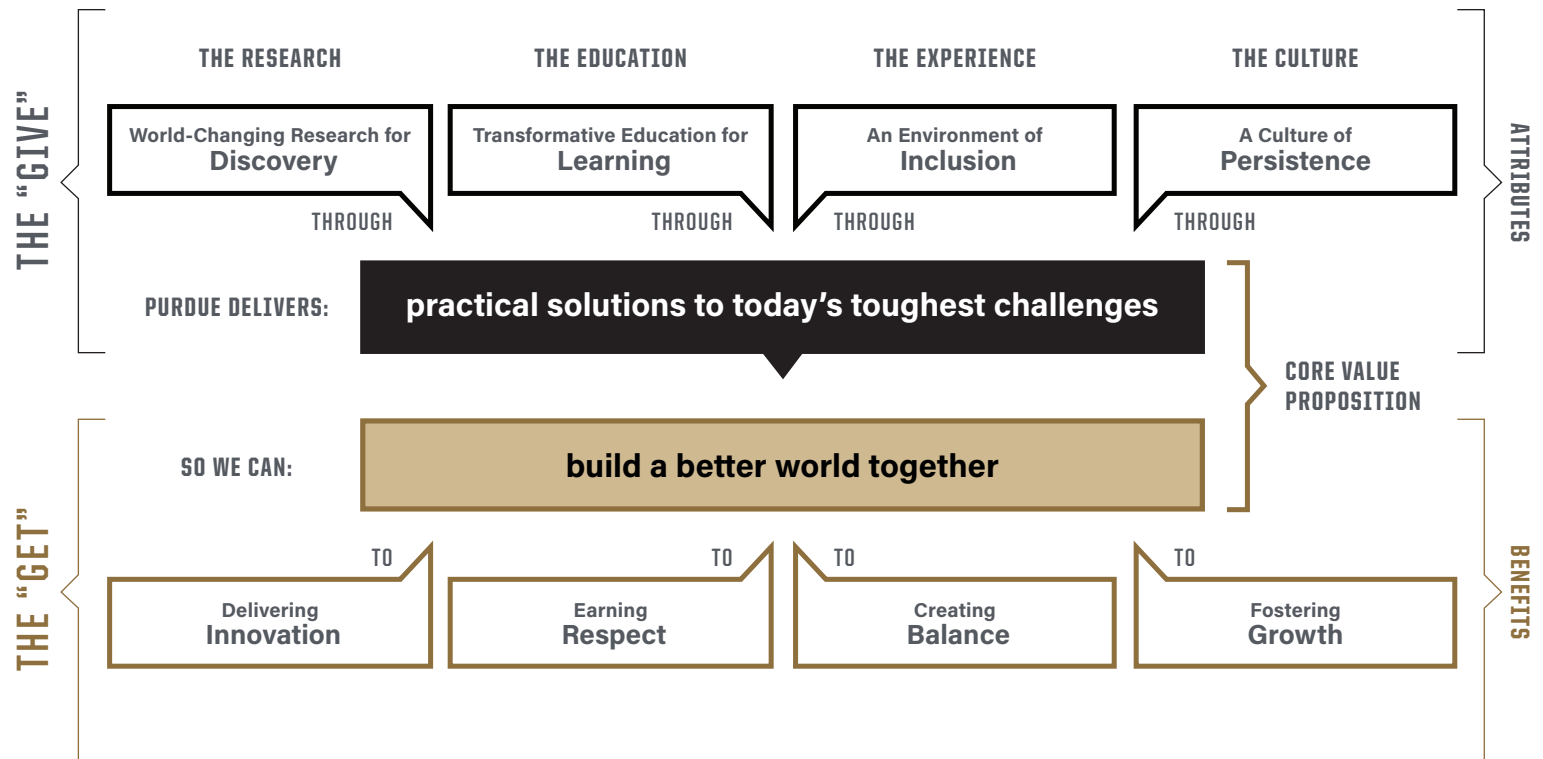 THE “GIVE”
THE RESEARCH
THE EDUCATION
THE EXPERIENCE
THE CULTURE
World-Changing Research for
Discovery
Transformative Education for
Learning
An Environment of
Inclusion
A Culture of
Persistence
ATTRIBUTES
THROUGH
THROUGH
THROUGH
THROUGH
PURDUE DELIVERS:
practical solutions to today’s toughest challenges
CORE VALUE
PROPOSITION
SO WE CAN:
build a better world together
THE “GET”
TO
TO
TO
TO
Delivering
Innovation
Earning
Respect
Creating
Balance
Fostering
Growth
BENEFITS